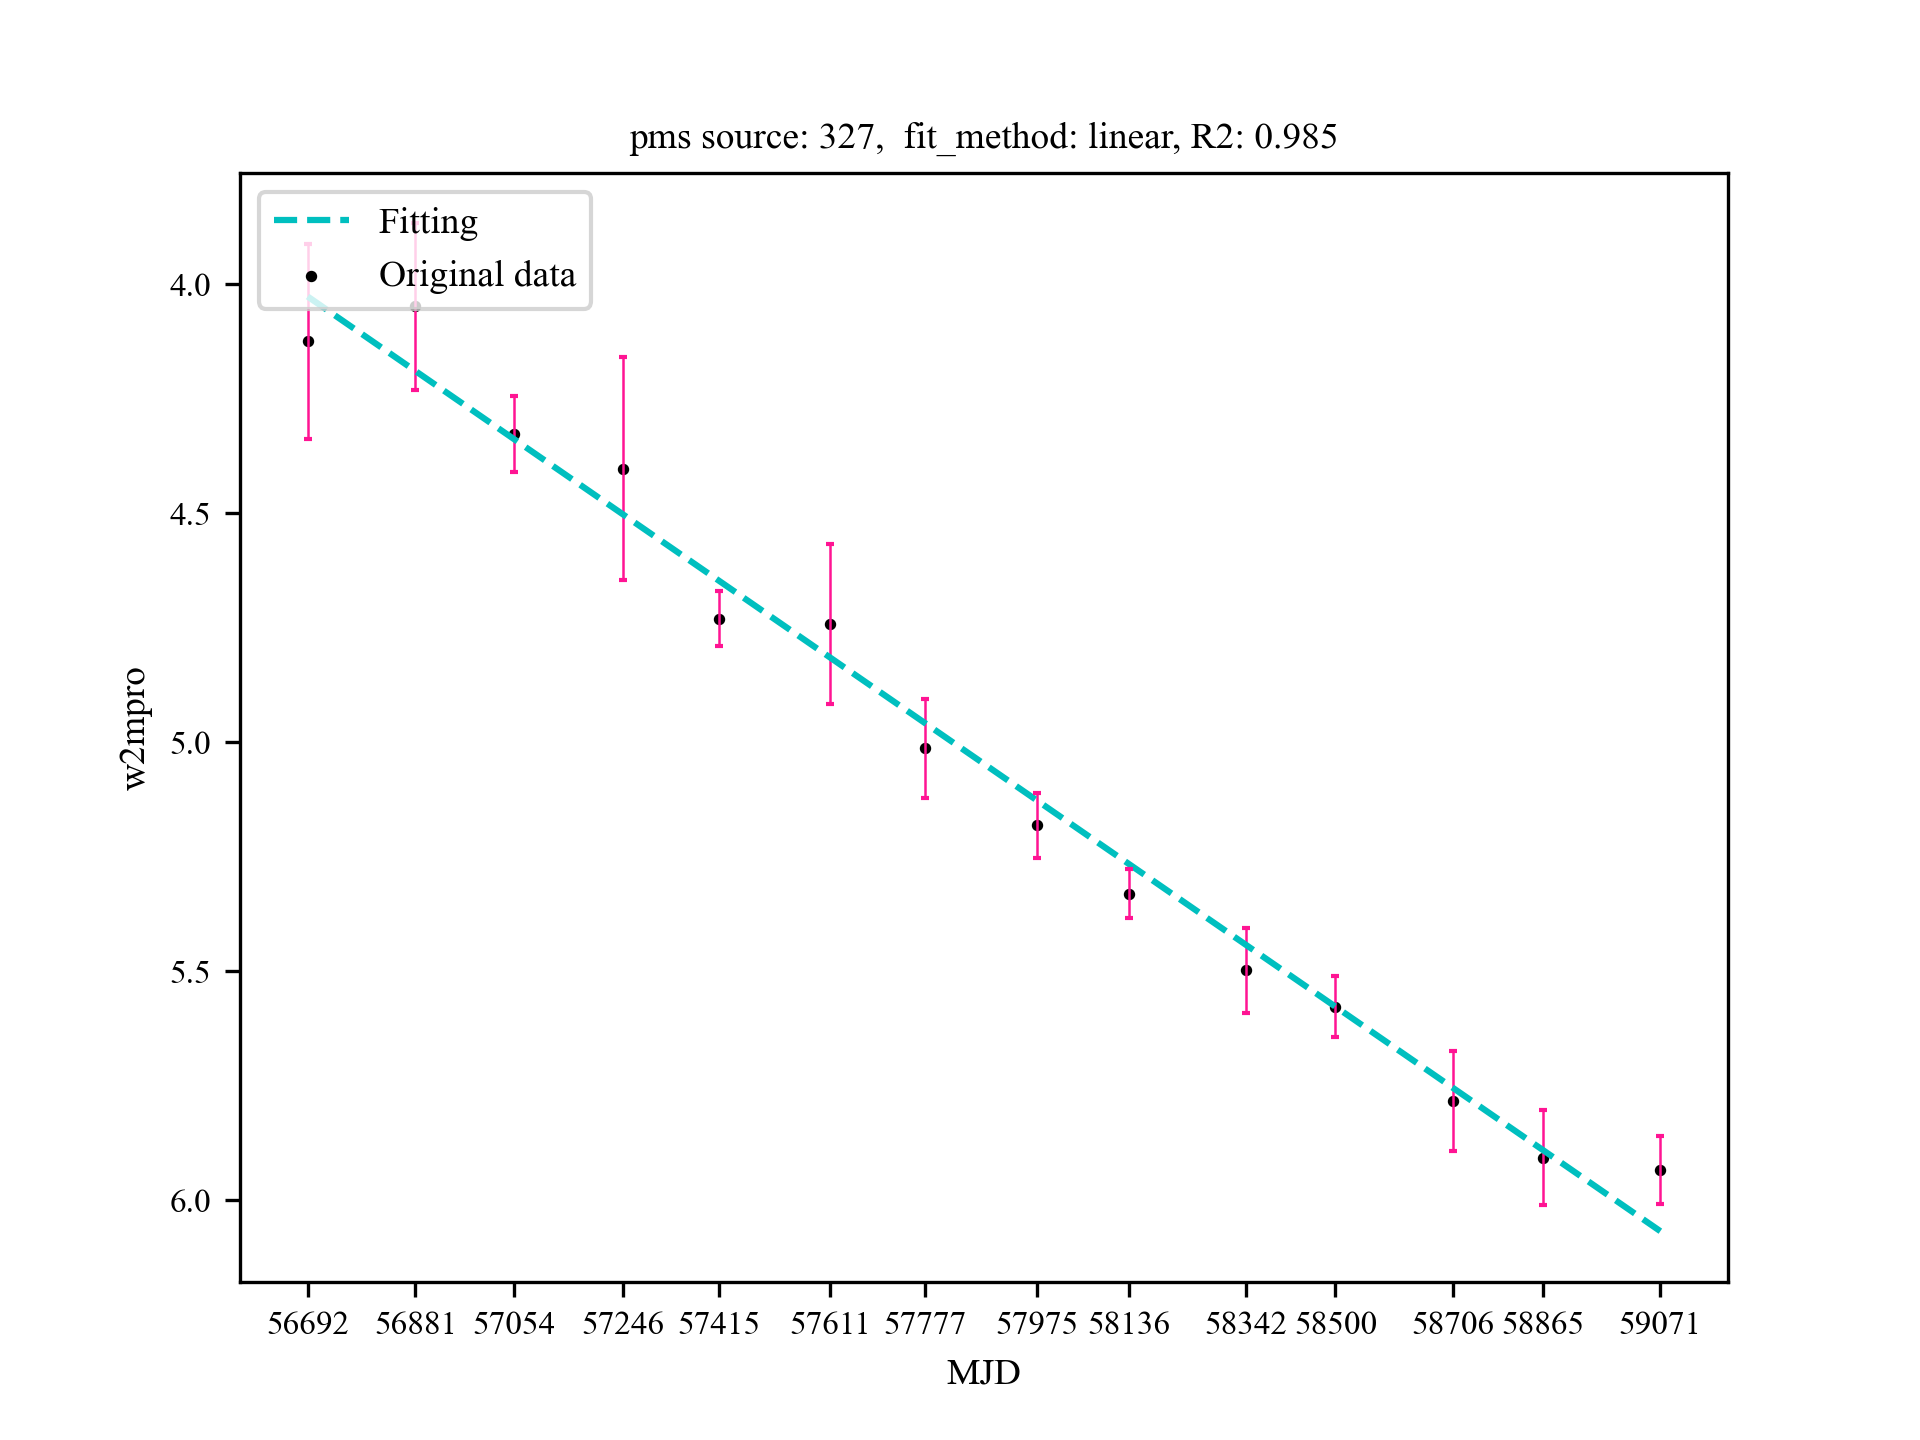 pms source: 327,  fit_method: linear, R2: 0.985
Fitting
Original data
4.0
4.5
5.0
5.5
6.0
w2mpro
56692 56881 57054 57246 57415 57611 57777 57975 58136 58342 58500 58706 58865 59071
MJD